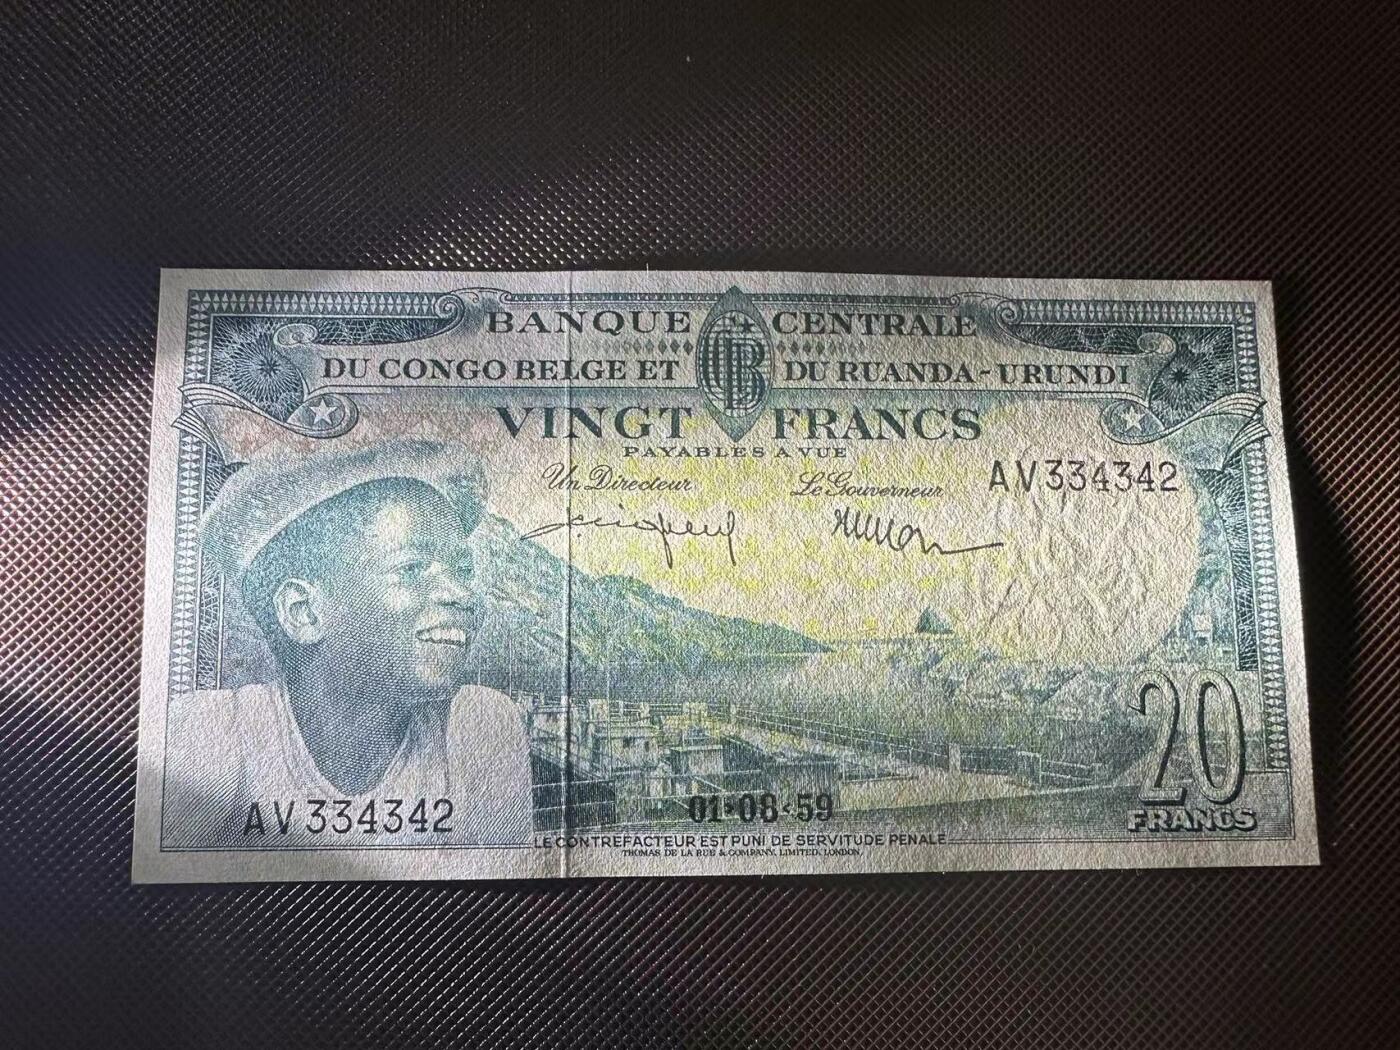 BANQUE CENTRALE
DU CONGO BELGE ET DU RUANDA-URUNDI
VINGT FRANCS
PAYABLES A VUE
Un Directeur Le Gouverneur
AV334342
20
FRANCS
AV334342
01·08·59
LE CONTREFACTEUR EST PUNI DE SERVITUDE PENALE
THOMAS DE LA RUE & COMPANY, LIMITED, LONDON